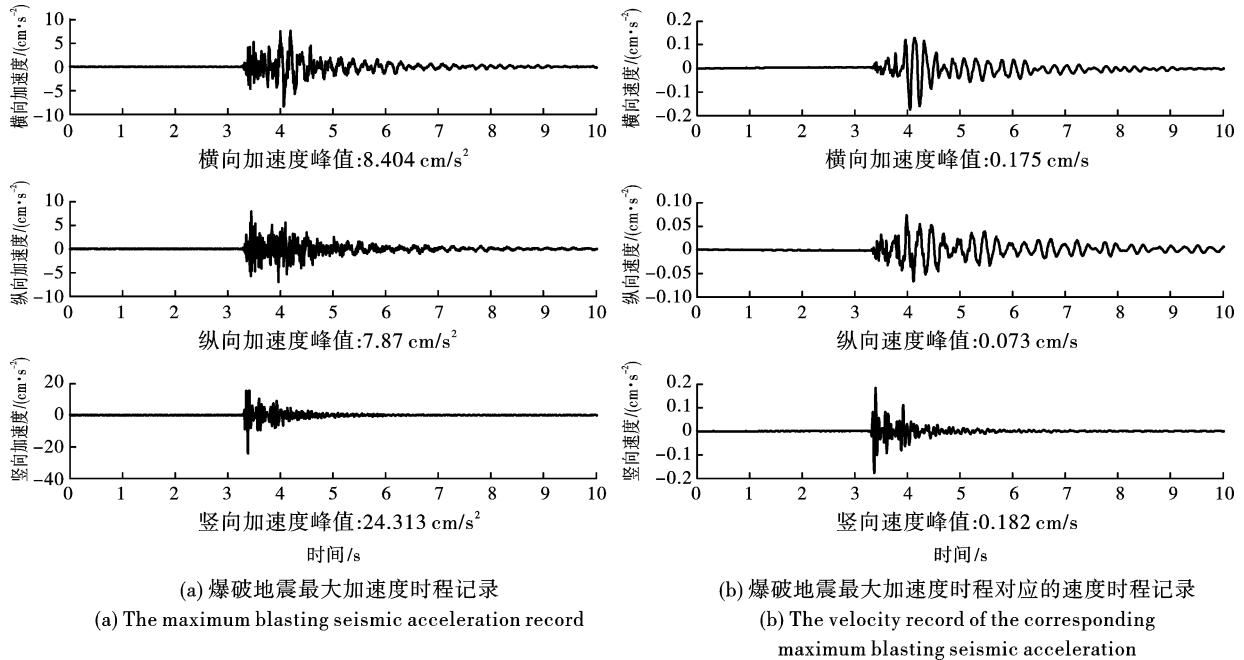 横向加速度/(cm·s⁻²)
10
5
0
−5
−10
0 1 2 3 4 5 6 7 8 9 10
横向加速度峰值:8.404 cm/s²
纵向加速度/(cm·s⁻²)
10
5
0
−5
−10
0 1 2 3 4 5 6 7 8 9 10
纵向加速度峰值:7.87 cm/s²
竖向加速度/(cm·s⁻²)
20
0
−20
−40
0 1 2 3 4 5 6 7 8 9 10
竖向加速度峰值:24.313 cm/s²
时间/s
(a) 爆破地震最大加速度时程记录
(a) The maximum blasting seismic acceleration record
横向速度/(cm·s⁻²)
0.2
0.1
0
−0.1
−0.2
0 1 2 3 4 5 6 7 8 9 10
横向加速度峰值:0.175 cm/s
纵向速度/(cm·s⁻²)
0.10
0.05
0
−0.05
−0.10
0 1 2 3 4 5 6 7 8 9 10
纵向速度峰值:0.073 cm/s
竖向速度/(cm·s⁻²)
0.2
0.1
0
−0.1
−0.2
0 1 2 3 4 5 6 7 8 9 10
竖向速度峰值:0.182 cm/s
时间/s
(b) 爆破地震最大加速度时程对应的速度时程记录
(b) The velocity record of the corresponding
maximum blasting seismic acceleration